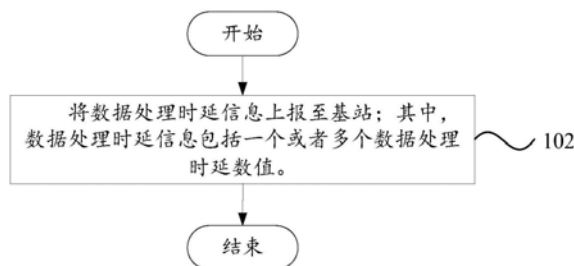 开始
将数据处理时延信息上报至基站；其中，
数据处理时延信息包括一个或者多个数据处理
时延数值。
102
结束